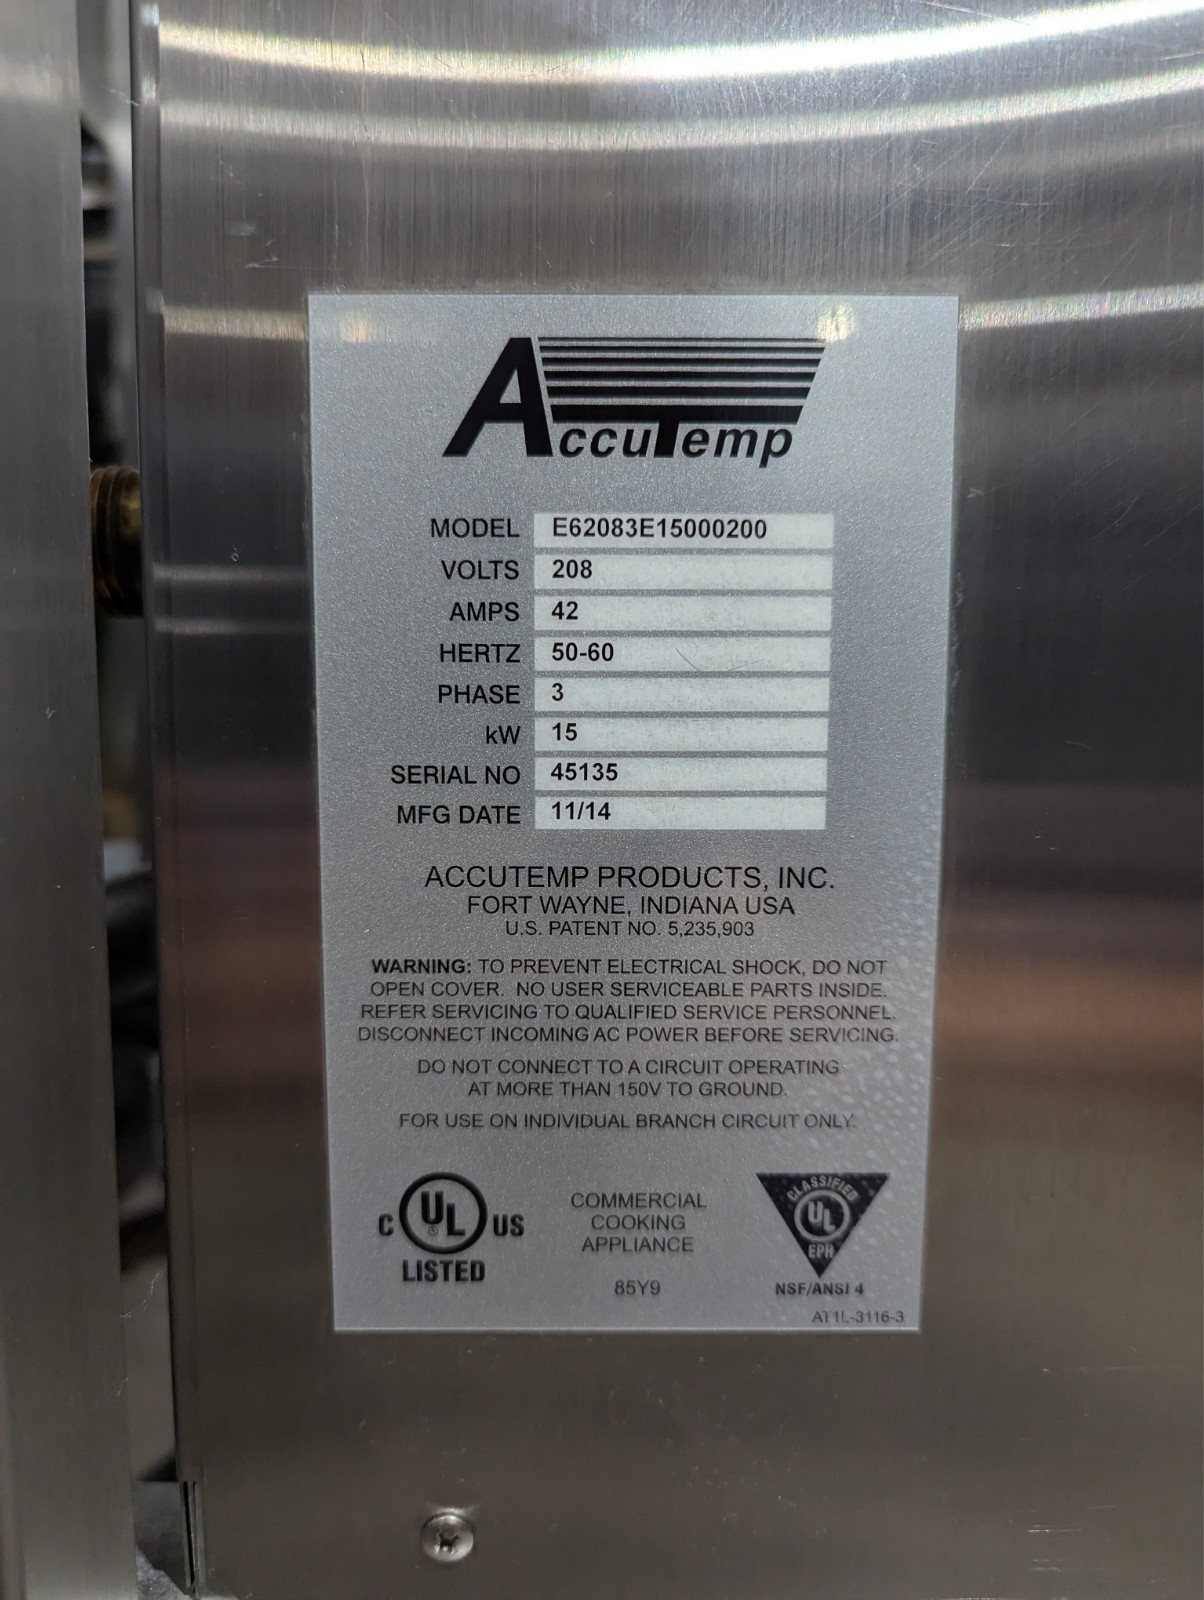 AccuTemp
MODEL E62083E15000200
VOLTS 208
AMPS 42
HERTZ 50-60
PHASE 3
kW 15
SERIAL NO 45135
MFG DATE 11/14
ACCUTEMP PRODUCTS, INC.
FORT WAYNE, INDIANA USA
U.S. PATENT NO. 5,235,903
WARNING: TO PREVENT ELECTRICAL SHOCK, DO NOT
OPEN COVER. NO USER SERVICEABLE PARTS INSIDE.
REFER SERVICING TO QUALIFIED SERVICE PERSONNEL.
DISCONNECT INCOMING AC POWER BEFORE SERVICING.
DO NOT CONNECT TO A CIRCUIT OPERATING
AT MORE THAN 150V TO GROUND.
FOR USE ON INDIVIDUAL BRANCH CIRCUIT ONLY.
C UL ® US
LISTED
COMMERCIAL
COOKING
APPLIANCE
85Y9
CLASSIFIED
UL
EPH
NSF/ANSI 4
AT1L-3116-3